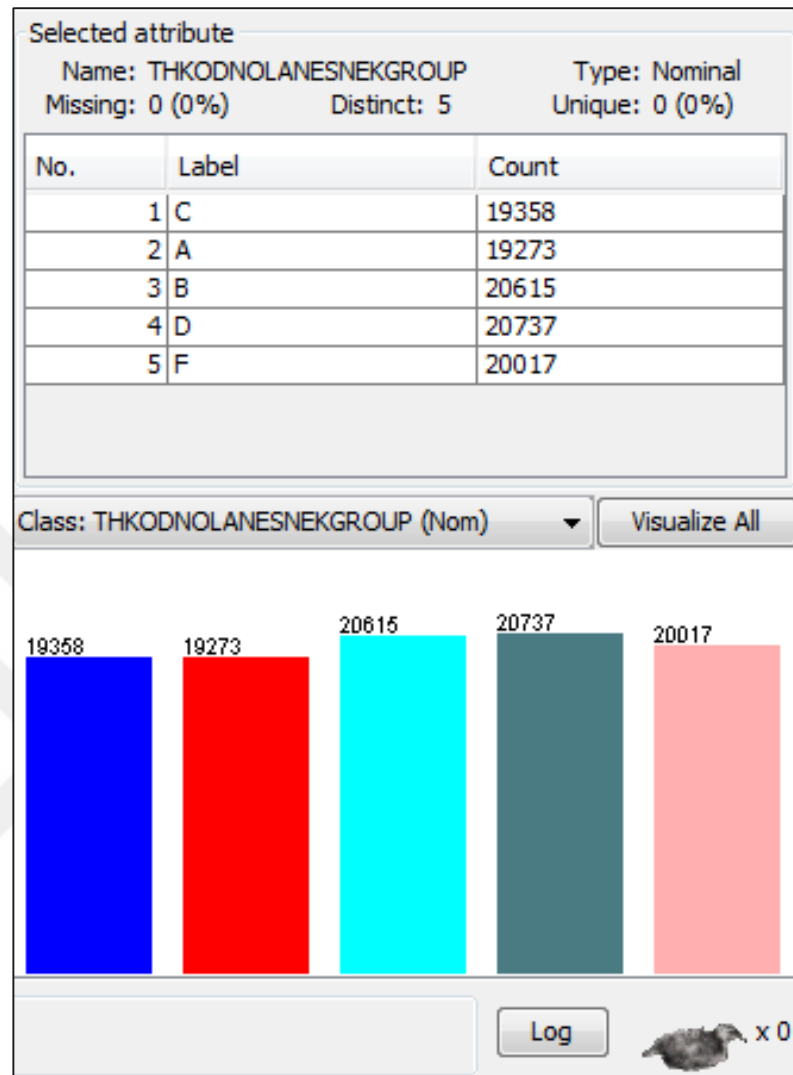 Selected attribute
Name: THKODNOLANESNEKGROUP Type: Nominal
Missing: 0 (0%) Distinct: 5 Unique: 0 (0%)
No. Label Count
1 C 19358
2 A 19273
3 B 20615
4 D 20737
5 F 20017
Class: THKODNOLANESNEKGROUP (Nom) Visualize All
19358 19273 20615 20737 20017
Log x 0